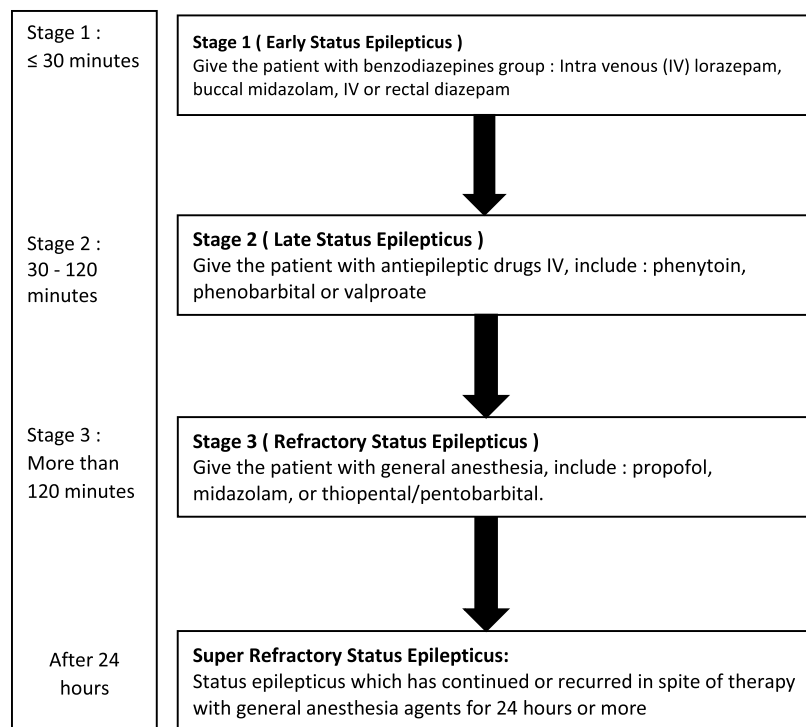 Stage 1 :
≤ 30 minutes
Stage 1 ( Early Status Epilepticus )
Give the patient with benzodiazepines group : Intra venous (IV) lorazepam,
buccal midazolam, IV or rectal diazepam
Stage 2 :
30 - 120
minutes
Stage 2 ( Late Status Epilepticus )
Give the patient with antiepileptic drugs IV, include : phenytoin,
phenobarbital or valproate
Stage 3 :
More than
120 minutes
Stage 3 ( Refractory Status Epilepticus )
Give the patient with general anesthesia, include : propofol,
midazolam, or thiopental/pentobarbital.
After 24
hours
Super Refractory Status Epilepticus:
Status epilepticus which has continued or recurred in spite of therapy
with general anesthesia agents for 24 hours or more